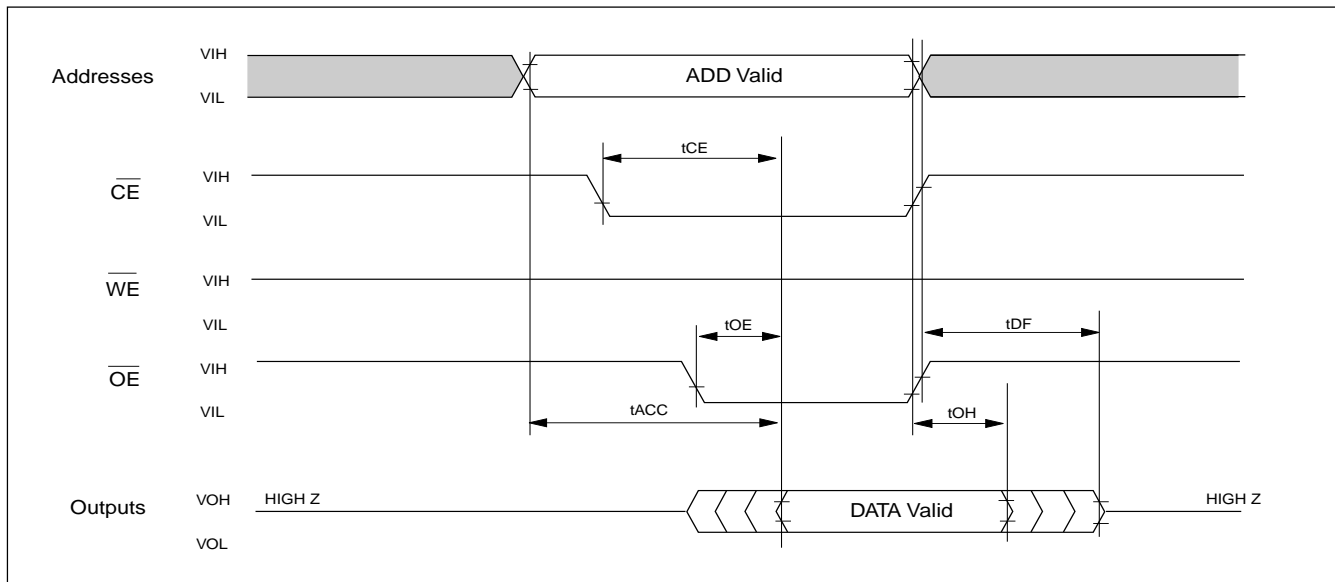 VIH
Addresses
ADD Valid
VIL
tCE
VIH
CE
VIL
WE
VIH
VIL
tOE
tDF
VIH
OE
VIL
tACC
tOH
VOH
HIGH Z
HIGH Z
Outputs
DATA Valid
VOL